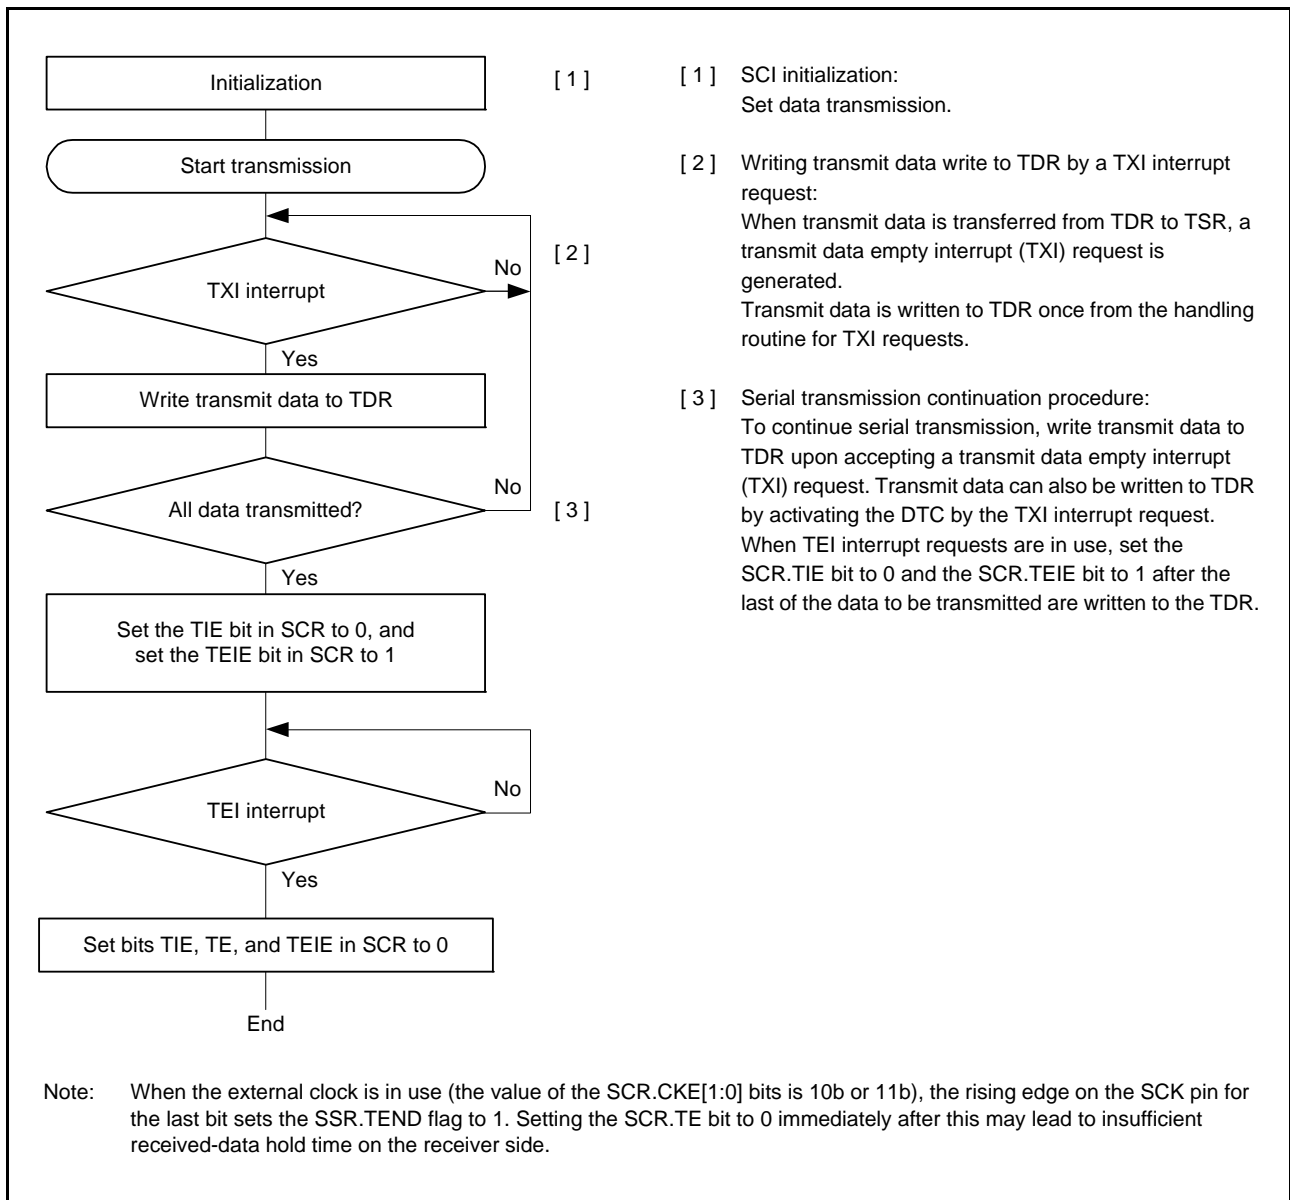 Initialization
[ 1 ]
Start transmission
[ 2 ]
TXI interrupt
No
Yes
Write transmit data to TDR
All data transmitted?
No
[ 3 ]
Yes
Set the TIE bit in SCR to 0, and
set the TEIE bit in SCR to 1
TEI interrupt
No
Yes
Set bits TIE, TE, and TEIE in SCR to 0
End
[ 1 ] SCI initialization:
Set data transmission.
[ 2 ] Writing transmit data write to TDR by a TXI interrupt
request:
When transmit data is transferred from TDR to TSR, a
transmit data empty interrupt (TXI) request is
generated.
Transmit data is written to TDR once from the handling
routine for TXI requests.
[ 3 ] Serial transmission continuation procedure:
To continue serial transmission, write transmit data to
TDR upon accepting a transmit data empty interrupt
(TXI) request. Transmit data can also be written to TDR
by activating the DTC by the TXI interrupt request.
When TEI interrupt requests are in use, set the
SCR.TIE bit to 0 and the SCR.TEIE bit to 1 after the
last of the data to be transmitted are written to the TDR.
Note: When the external clock is in use (the value of the SCR.CKE[1:0] bits is 10b or 11b), the rising edge on the SCK pin for
the last bit sets the SSR.TEND flag to 1. Setting the SCR.TE bit to 0 immediately after this may lead to insufficient
received-data hold time on the receiver side.